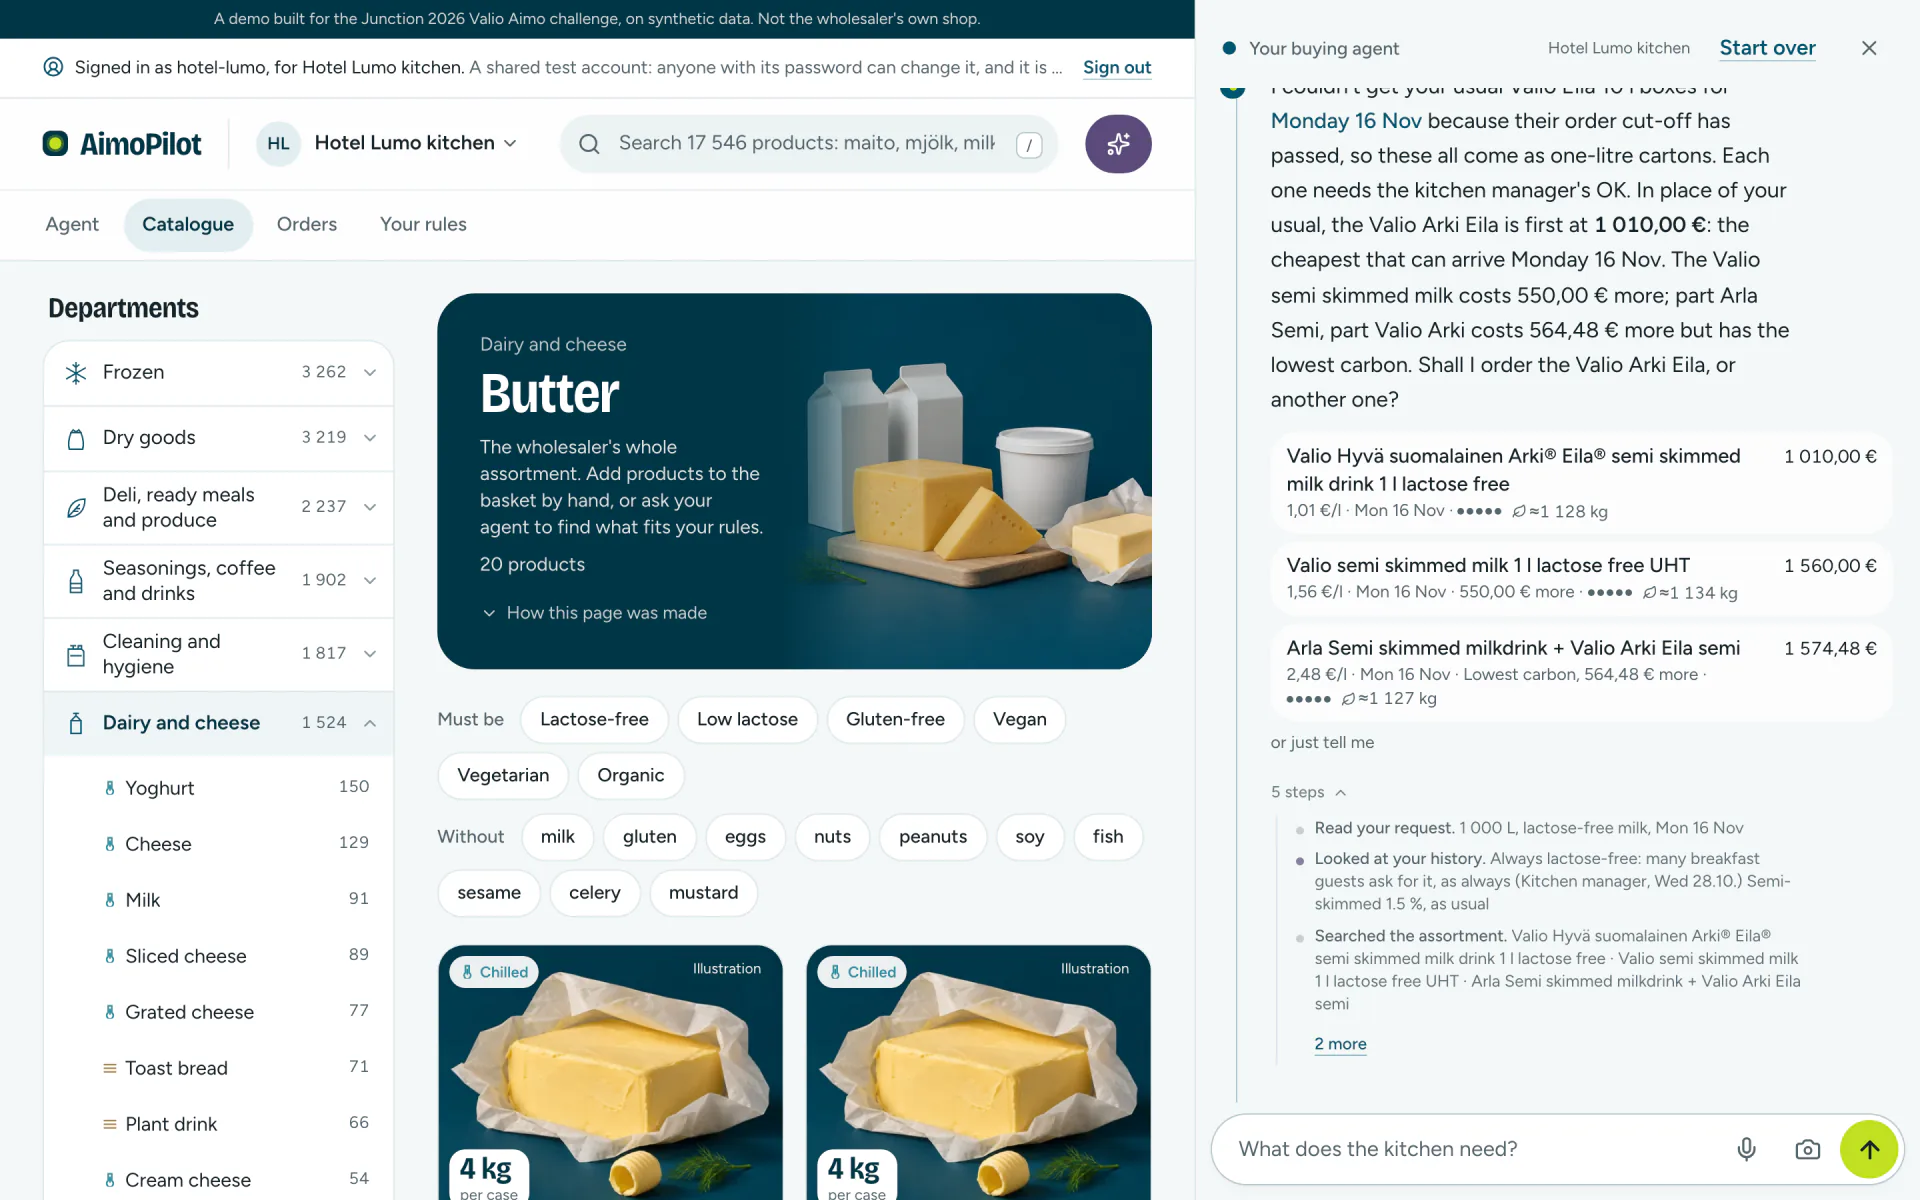 A demo built for the Junction 2026 Valio Aimo challenge, on synthetic data. Not the wholesaler's own shop.
Signed in as hotel-lumo, for Hotel Lumo kitchen. A shared test account: anyone with its password can change it, and it is ...
Sign out
AimoPilot
HL
Hotel Lumo kitchen
Search 17 546 products: maito, mjölk, milk
/
Agent
Catalogue
Orders
Your rules
Departments
Frozen 3 262
Dry goods 3 219
Deli, ready meals
and produce 2 237
Seasonings, coffee
and drinks 1 902
Cleaning and
hygiene 1 817
Dairy and cheese 1 524
Yoghurt 150
Cheese 129
Milk 91
Sliced cheese 89
Grated cheese 77
Toast bread 71
Plant drink 66
Cream cheese 54
Dairy and cheese
Butter
The wholesaler's whole
assortment. Add products to the
basket by hand, or ask your
agent to find what fits your rules.
20 products
How this page was made
Must be Lactose-free Low lactose Gluten-free Vegan
Vegetarian Organic
Without milk gluten eggs nuts peanuts soy fish
sesame celery mustard
Chilled Illustration
4 kg
per case
Chilled Illustration
4 kg
per case
Your buying agent
Hotel Lumo kitchen
Start over
I couldn't get your usual Valio Eila 10 l boxes for
Monday 16 Nov because their order cut-off has
passed, so these all come as one-litre cartons. Each
one needs the kitchen manager's OK. In place of your
usual, the Valio Arki Eila is first at 1 010,00 €: the
cheapest that can arrive Monday 16 Nov. The Valio
semi skimmed milk costs 550,00 € more; part Arla
Semi, part Valio Arki costs 564,48 € more but has the
lowest carbon. Shall I order the Valio Arki Eila, or
another one?
Valio Hyvä suomalainen Arki® Eila® semi skimmed
milk drink 1 l lactose free
1 010,00 €
1,01 €/l · Mon 16 Nov · ••••• ≈1 128 kg
Valio semi skimmed milk 1 l lactose free UHT
1 560,00 €
1,56 €/l · Mon 16 Nov · 550,00 € more · ••••• ≈1 134 kg
Arla Semi skimmed milkdrink + Valio Arki Eila semi
1 574,48 €
2,48 €/l · Mon 16 Nov · Lowest carbon, 564,48 € more ·
••••• ≈1 127 kg
or just tell me
5 steps
Read your request. 1 000 L, lactose-free milk, Mon 16 Nov
Looked at your history. Always lactose-free: many breakfast
guests ask for it, as always (Kitchen manager, Wed 28.10.) Semi-
skimmed 1.5 %, as usual
Searched the assortment. Valio Hyvä suomalainen Arki® Eila®
semi skimmed milk drink 1 l lactose free · Valio semi skimmed milk
1 l lactose free UHT · Arla Semi skimmed milkdrink + Valio Arki Eila
semi
2 more
What does the kitchen need?